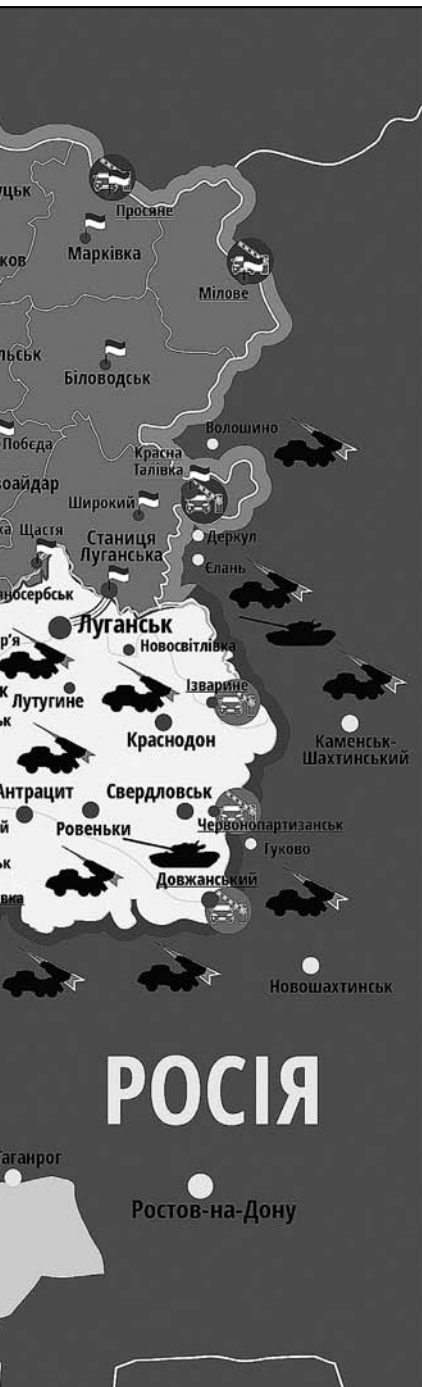 Просяне
Марківка
Мілове
Біловодськ
Волошино
Побєда
Красна
Талівка
Широкий
Щастя
Станиця
Луганська
Деркул
Єлань
Луганськ
Новосвітлівка
Лутугине
Ізварине
Краснодон
Каменськ-
Шахтинський
Антрацит
Свердловськ
Ровеньки
Червонопартизанськ
Гуково
Довжанський
Новошахтинськ
РОСІЯ
Ростов-на-Дону